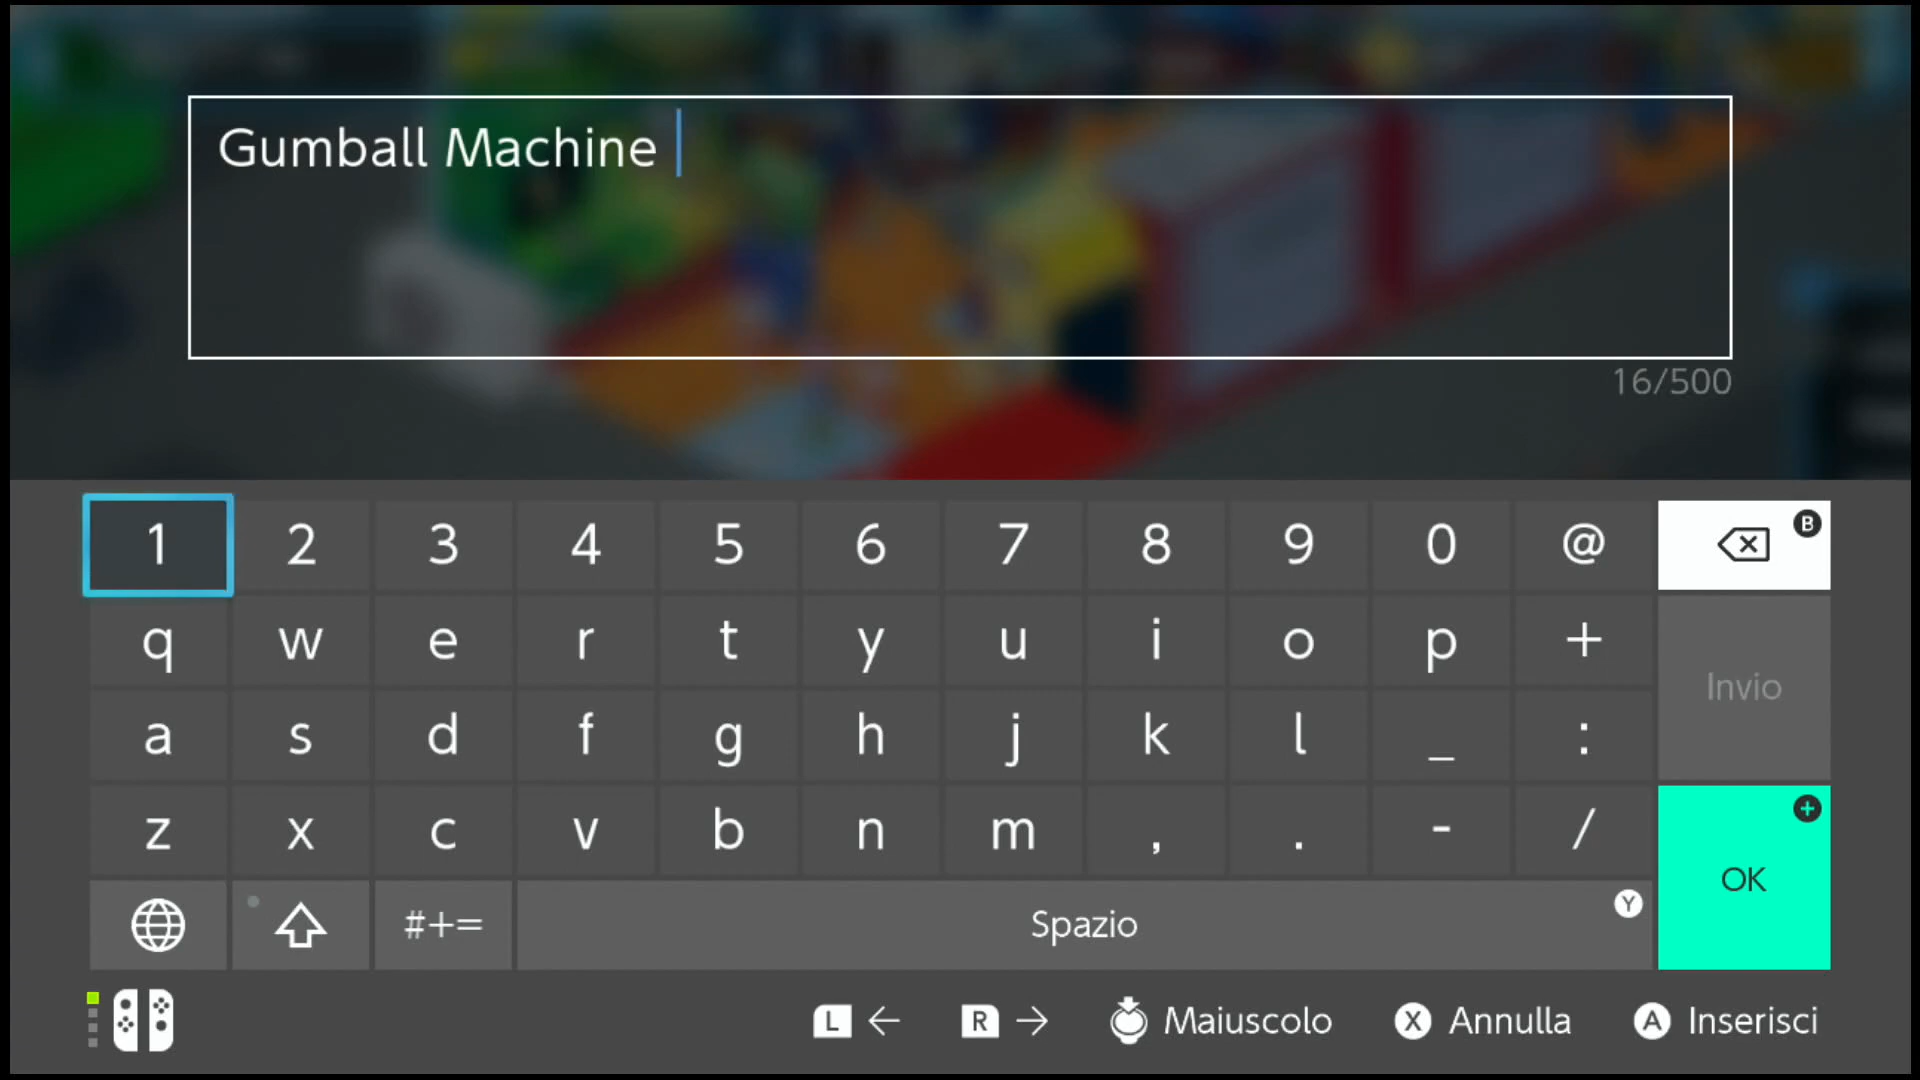 Gumball Machine
16/500
1 2 3 4 5 6 7 8 9 0 @ B
q w e r t y u i o p + Invio
a s d f g h j k l _ :
z x c v b n m , . - / + OK
#+= Spazio Y
L ← R → Maiuscolo X Annulla A Inserisci